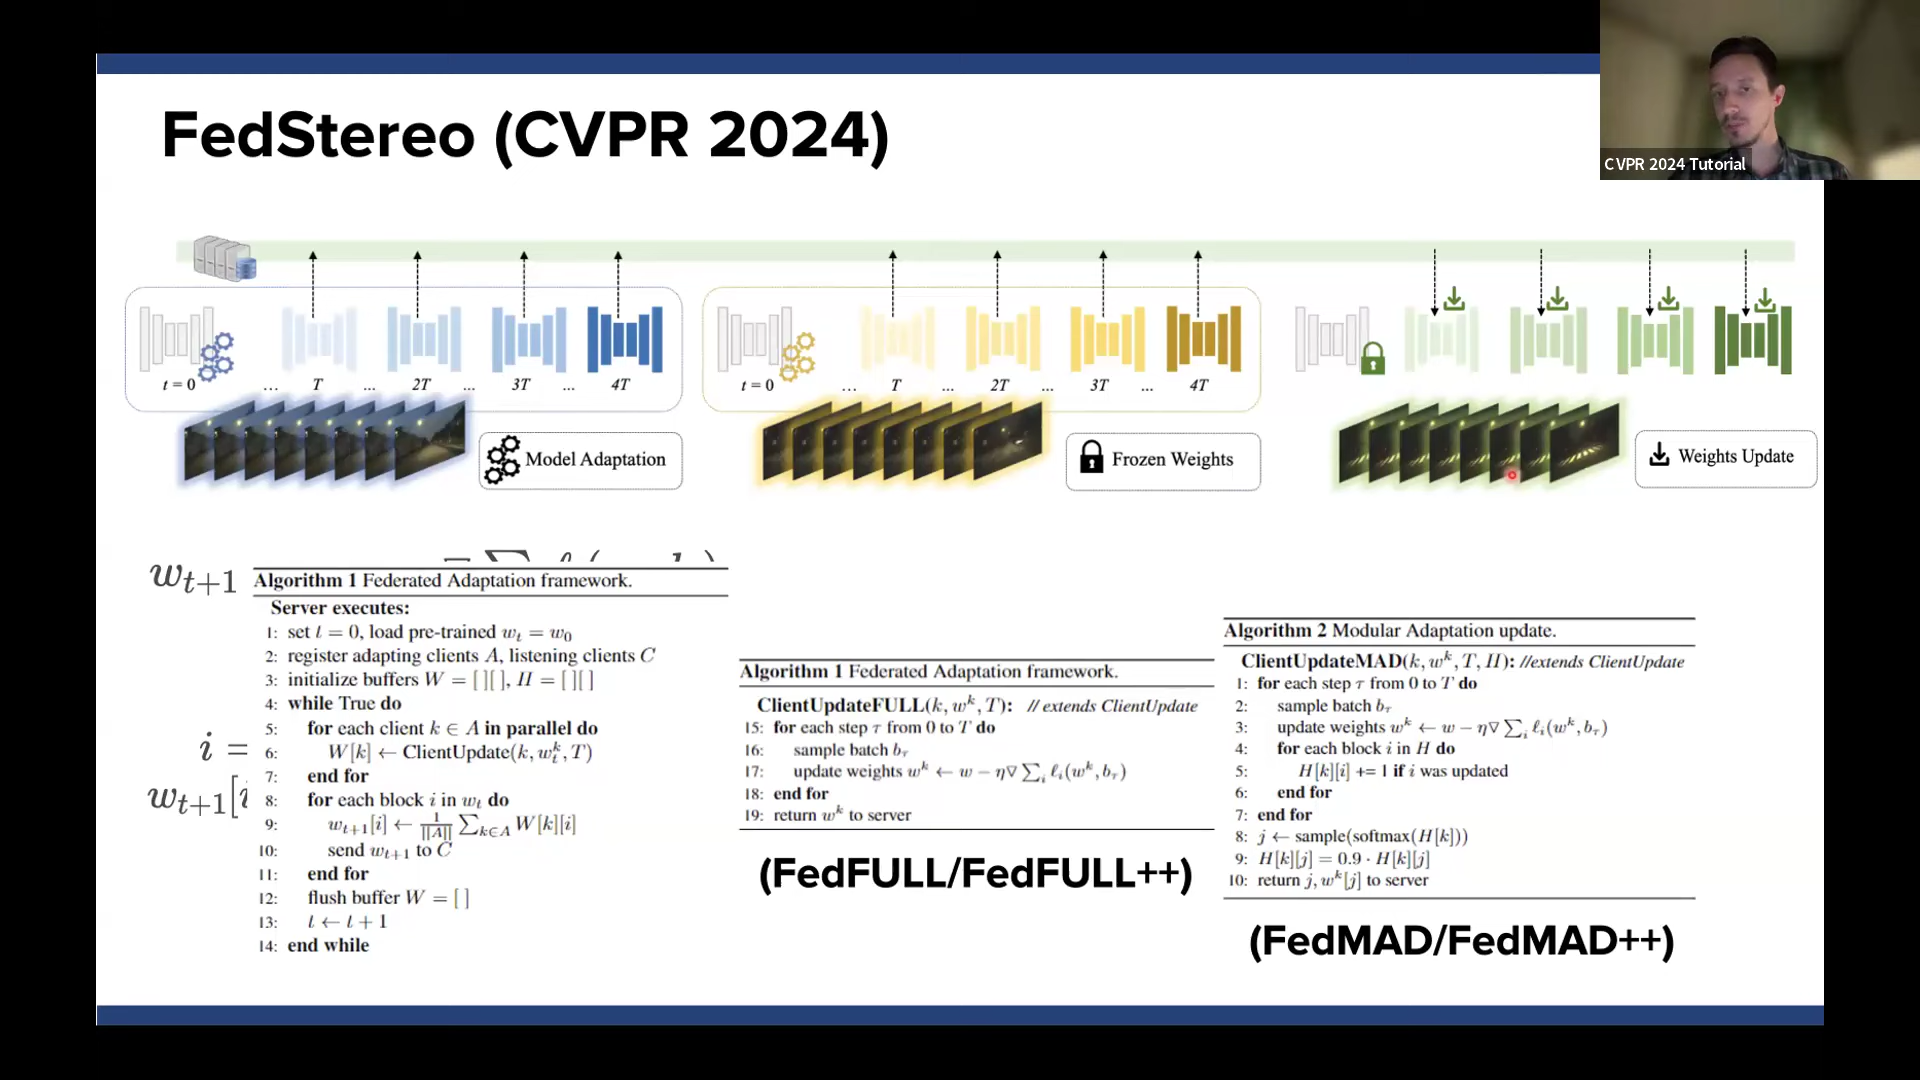 FedStereo (CVPR 2024)
CVPR 2024 Tutorial
t = 0 ... T ... 2T ... 3T ... 4T
t = 0 ... T ... 2T ... 3T ... 4T
Model Adaptation
Frozen Weights
Weights Update
w_{t+1}
i =
w_{t+1}[i
Algorithm 1 Federated Adaptation framework.
Server executes:
1: set t = 0, load pre-trained w_t = w_0
2: register adapting clients A, listening clients C
3: initialize buffers W = [ ][ ], H = [ ][ ]
4: while True do
5: for each client k ∈ A in parallel do
6: W[k] ← ClientUpdate(k, w_t^k, T)
7: end for
8: for each block i in w_t do
9: w_{t+1}[i] ← 1/||A|| ∑_{k∈A} W[k][i]
10: send w_{t+1} to C
11: end for
12: flush buffer W = [ ]
13: t ← t + 1
14: end while
Algorithm 1 Federated Adaptation framework.
ClientUpdateFULL(k, w^k, T): // extends ClientUpdate
15: for each step τ from 0 to T do
16: sample batch b_τ
17: update weights w^k ← w − η∇ ∑_i ℓ_i(w^k, b_τ)
18: end for
19: return w^k to server
(FedFULL/FedFULL++)
Algorithm 2 Modular Adaptation update.
ClientUpdateMAD(k, w^k, T, H): //extends ClientUpdate
1: for each step τ from 0 to T do
2: sample batch b_τ
3: update weights w^k ← w − η∇ ∑_i ℓ_i(w^k, b_τ)
4: for each block i in H do
5: H[k][i] += 1 if i was updated
6: end for
7: end for
8: j ← sample(softmax(H[k]))
9: H[k][j] = 0.9 · H[k][j]
10: return j, w^k[j] to server
(FedMAD/FedMAD++)